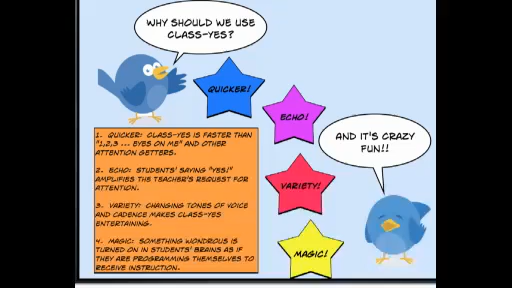 WHY SHOULD WE USE
CLASS-YES?
QUICKER!
ECHO!
AND IT'S CRAZY
FUN!!
VARIETY!
MAGIC!
1. QUICKER: CLASS-YES IS FASTER THAN
"1,2,3 ... EYES ON ME" AND OTHER
ATTENTION GETTERS.
2. ECHO: STUDENTS' SAYING "YES!"
AMPLIFIES THE TEACHER'S REQUEST FOR
ATTENTION.
3. VARIETY: CHANGING TONES OF VOICE
AND CADENCE MAKES CLASS-YES
ENTERTAINING.
4. MAGIC: SOMETHING WONDROUS IS
TURNED ON IN STUDENTS' BRAINS AS IF
THEY ARE PROGRAMMING THEMSELVES TO
RECEIVE INSTRUCTION.